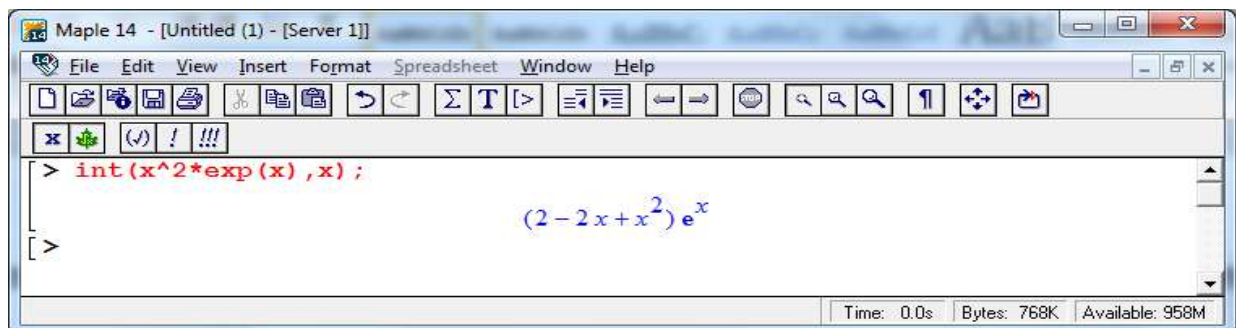 Maple 14 - [Untitled (1) - [Server 1]]
File Edit View Insert Format Spreadsheet Window Help
Σ T [> STOP ¶
x (√) ! !!!
[ > int(x^2*exp(x),x);
(2 − 2 x + x²) eˣ
[ >
Time: 0.0s Bytes: 768K Available: 958M